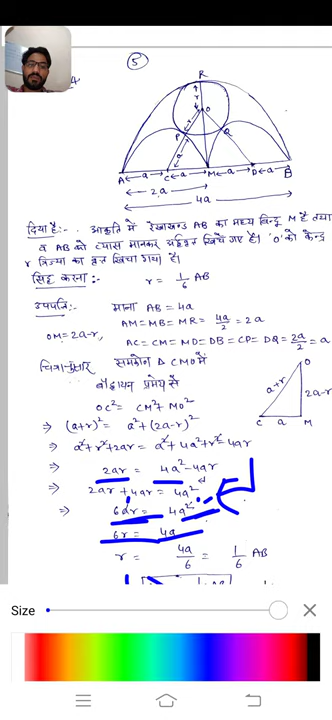 5
4
R
r
O
r
P
Q
a
A ←a→ C ←a→ M ←a→ D ←a→ B
2a
4a
दिया है:- आकृति में रेखाखण्ड AB का मध्य बिन्दु M है तथा
व AB को व्यास मानकर अर्द्धवृत्त खिंचे गए है। 'O' को केन्द्र
r त्रिज्या का वृत्त खिंचा गया है।
सिद्ध करना:- r = 1/6 AB
उपपति:- माना AB = 4a
AM = MB = MR = 4a/2 = 2a
OM = 2a-r,
AC = CM = MD = DB = CP = DQ = 2a/2 = a
चित्रानुसार समकोण Δ CMO में
बौद्धायन प्रमेय से
OC² = CM² + MO²
⇒ (a+r)² = a² + (2a-r)²
⇒ a² + r² + 2ar = a² + 4a² + r² - 4ar
⇒ 2ar = 4a² - 4ar
⇒ 2ar + 4ar = 4a²
⇒ 6ar = 4a²
⇒ 6r = 4a
r = 4a/6 = 1/6 AB
O
a+r
2a-r
C a M
Size